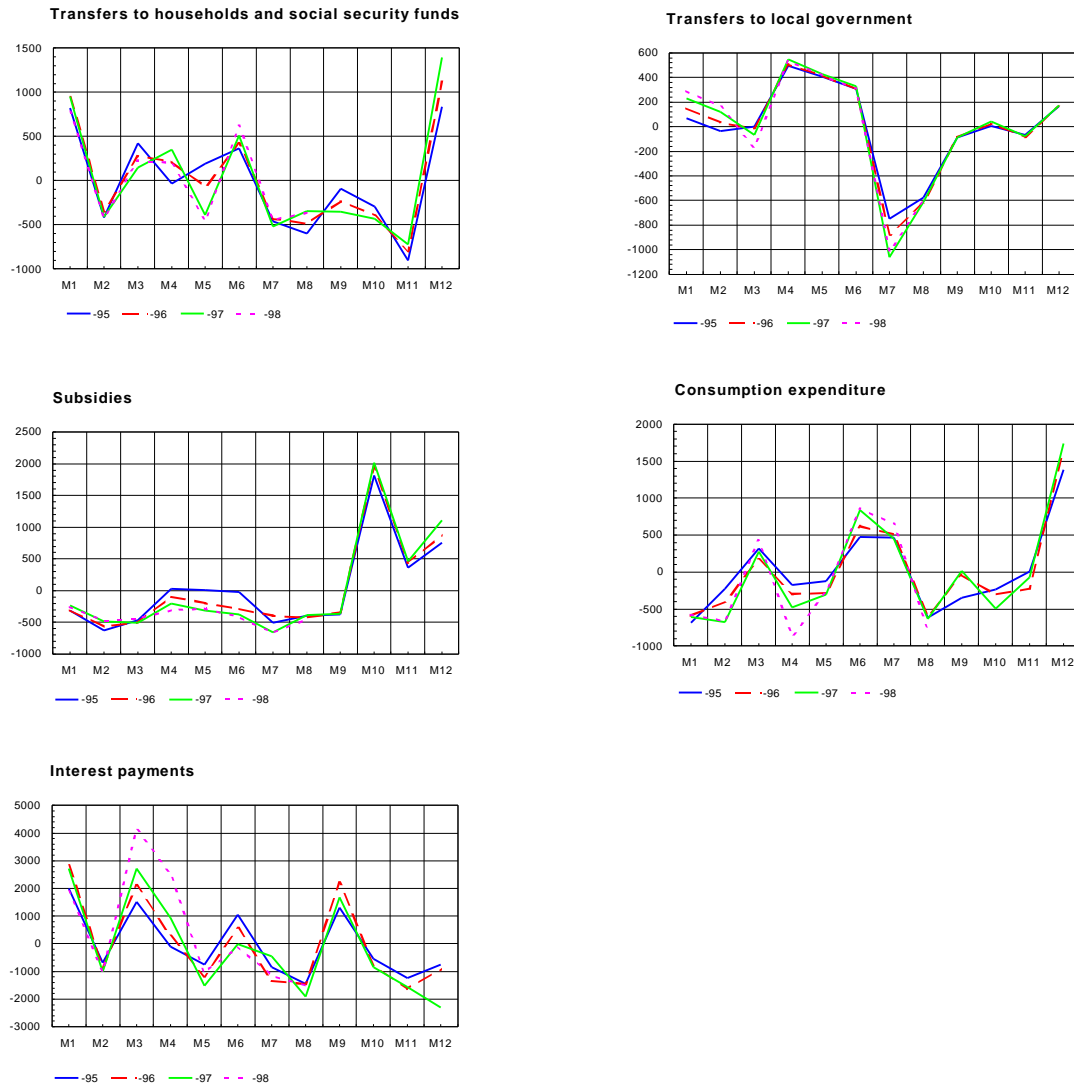 Transfers to households and social security funds
1500
1000
500
0
-500
-1000
M1 M2 M3 M4 M5 M6 M7 M8 M9 M10 M11 M12
-95 -96 -97 -98
Transfers to local government
600
400
200
0
-200
-400
-600
-800
-1000
-1200
M1 M2 M3 M4 M5 M6 M7 M8 M9 M10 M11 M12
-95 -96 -97 -98
Subsidies
2500
2000
1500
1000
500
0
-500
-1000
M1 M2 M3 M4 M5 M6 M7 M8 M9 M10 M11 M12
-95 -96 -97 -98
Consumption expenditure
2000
1500
1000
500
0
-500
-1000
M1 M2 M3 M4 M5 M6 M7 M8 M9 M10 M11 M12
-95 -96 -97 -98
Interest payments
5000
4000
3000
2000
1000
0
-1000
-2000
-3000
M1 M2 M3 M4 M5 M6 M7 M8 M9 M10 M11 M12
-95 -96 -97 -98